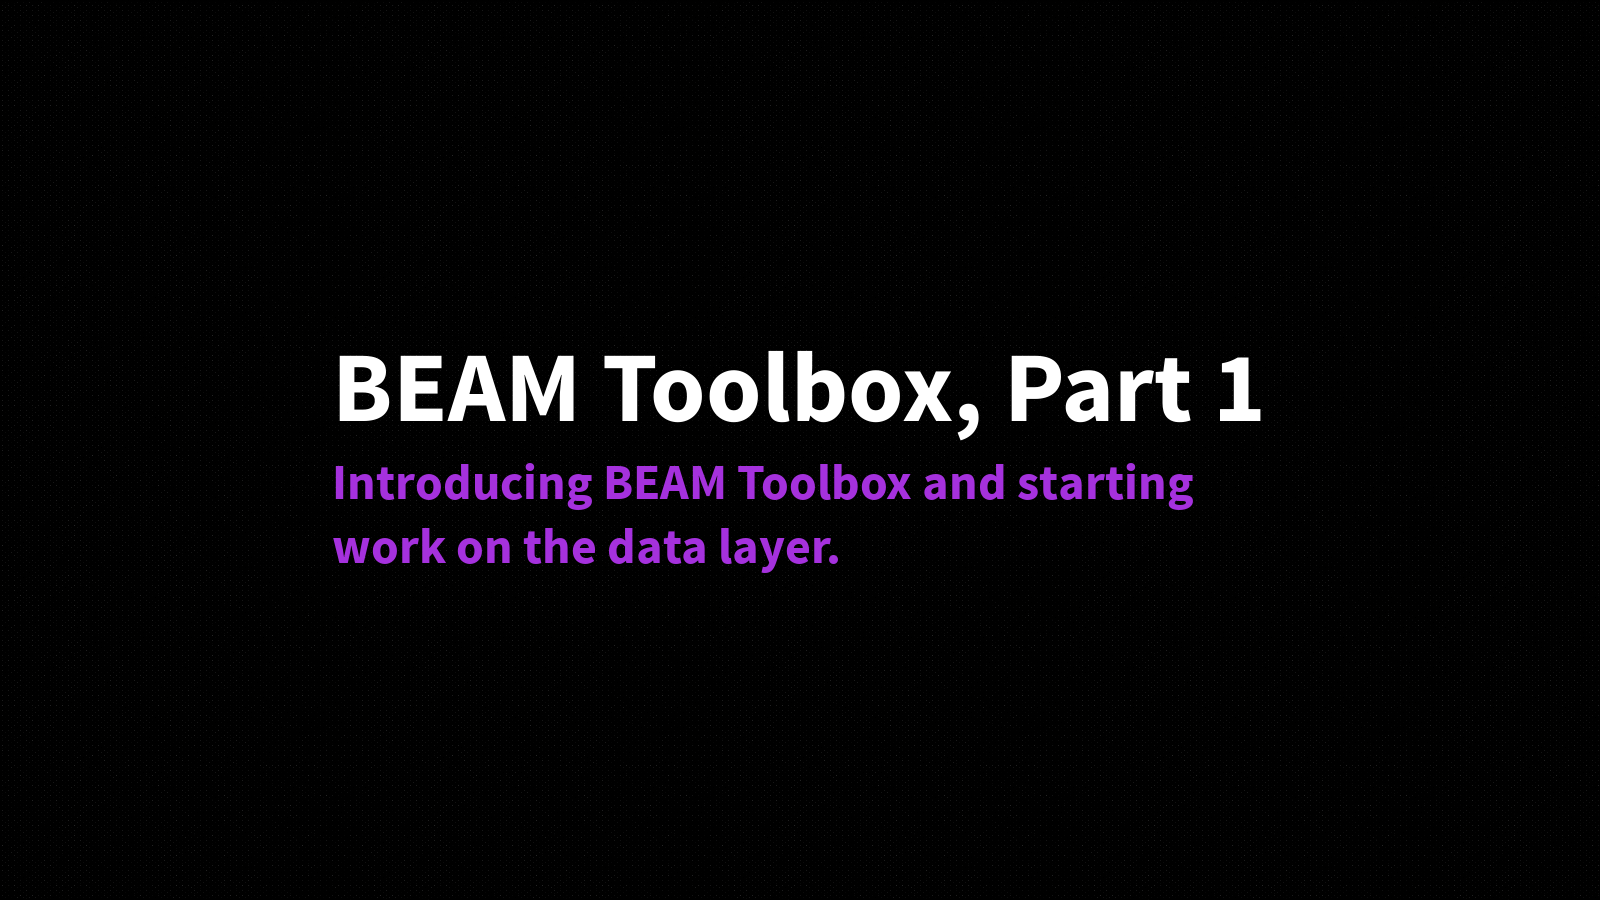 BEAM Toolbox, Part 1
Introducing BEAM Toolbox and starting
work on the data layer.